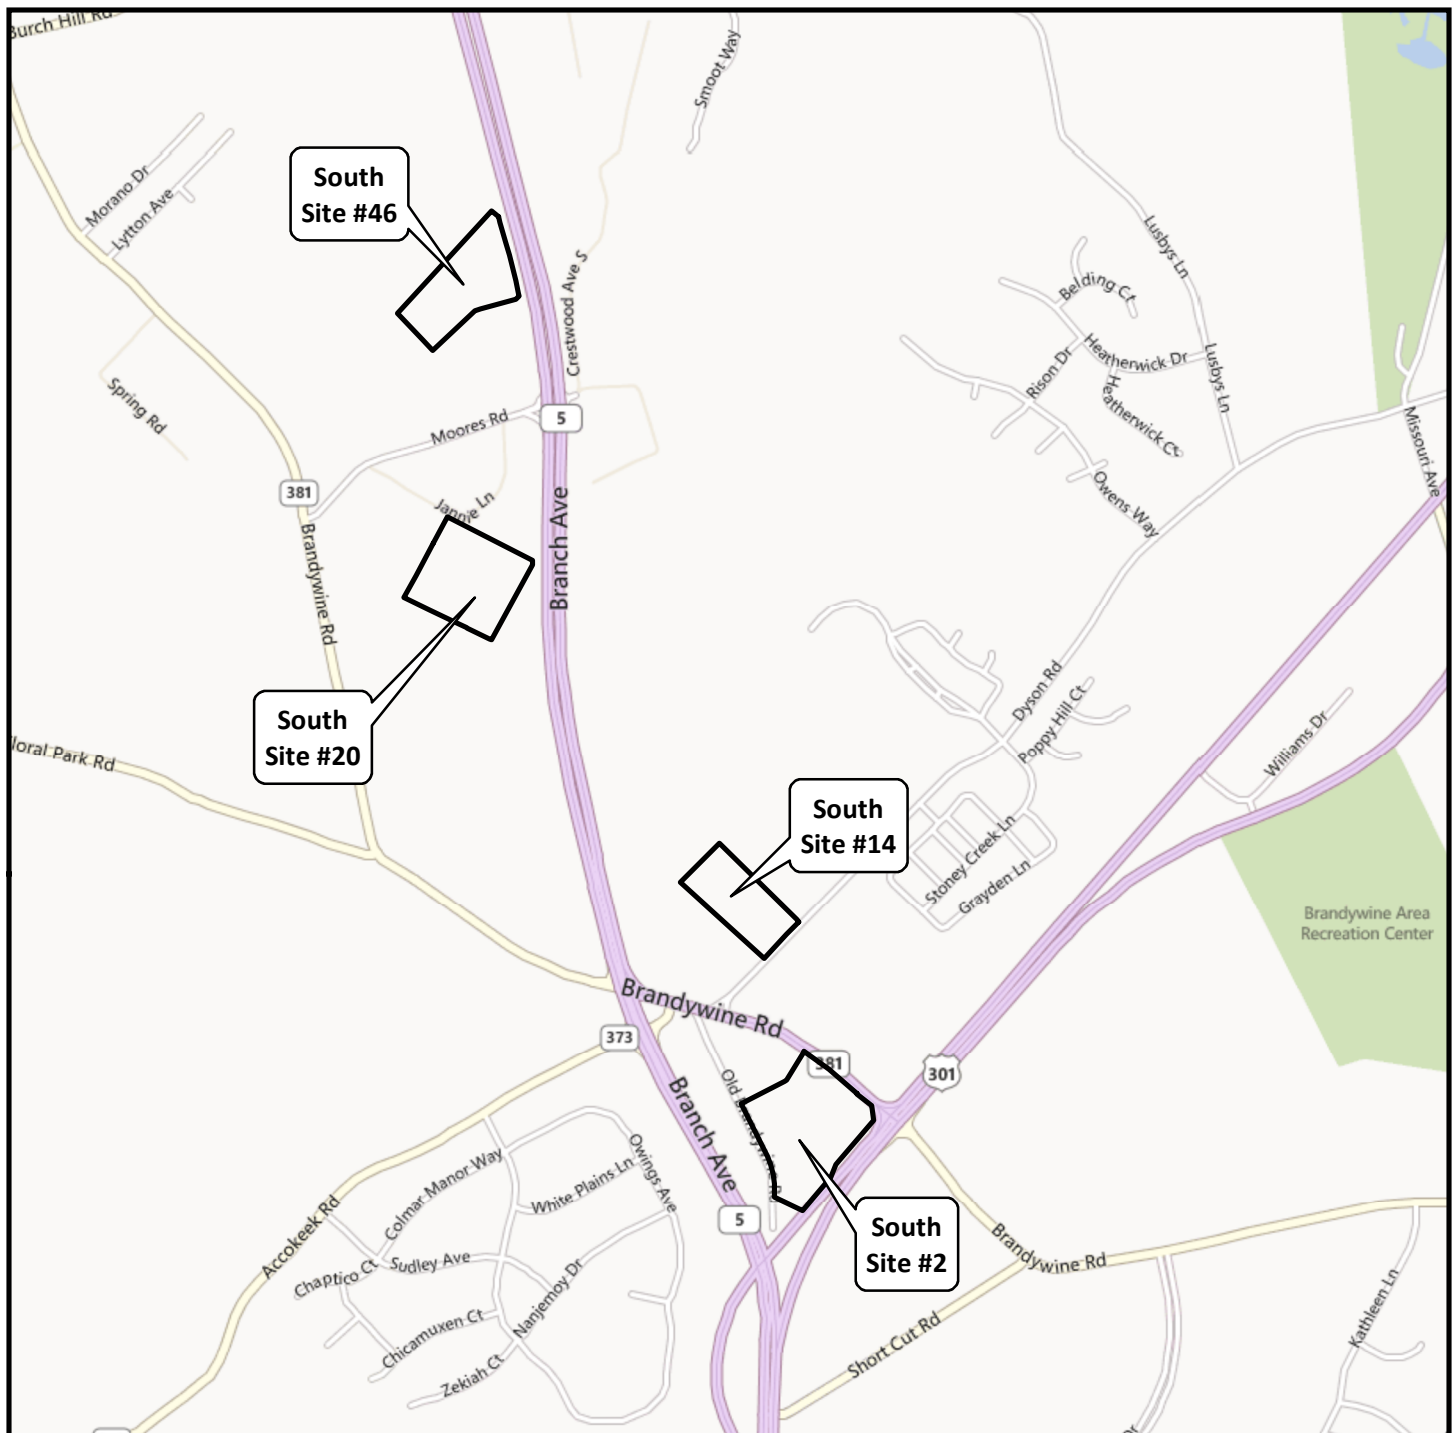 Burch Hill Rd
Smoot Way
Morano Dr
Lytton Ave
South
Site #46
Crestwood Ave S
Lusbys Ln
Belding Ct
Heatherwick Dr
Rison Dr
Heatherwick Ct
Lusbys Ln
Spring Rd
Moores Rd
5
Missouri Ave
381
Jannie Ln
Owens Way
Brandywine Rd
Branch Ave
Dyson Rd
Poppy Hill Ct
Williams Dr
South
Site #20
loral Park Rd
South
Site #14
Stoney Creek Ln
Grayden Ln
Brandywine Area
Recreation Center
Brandywine Rd
373
381
301
Old Brandywine R
Branch Ave
Owings Ave
Colmar Manor Way
White Plains Ln
Accokeek Rd
5
South
Site #2
Brandywine Rd
Chaptico Ct
Sudley Ave
Nanjemoy Dr
Chicamuxen Ct
Zekiah Ct
Short Cut Rd
Kathleen Ln
Dr